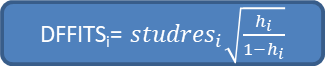 DFFITSᵢ= studresᵢ √(hᵢ/(1−hᵢ))